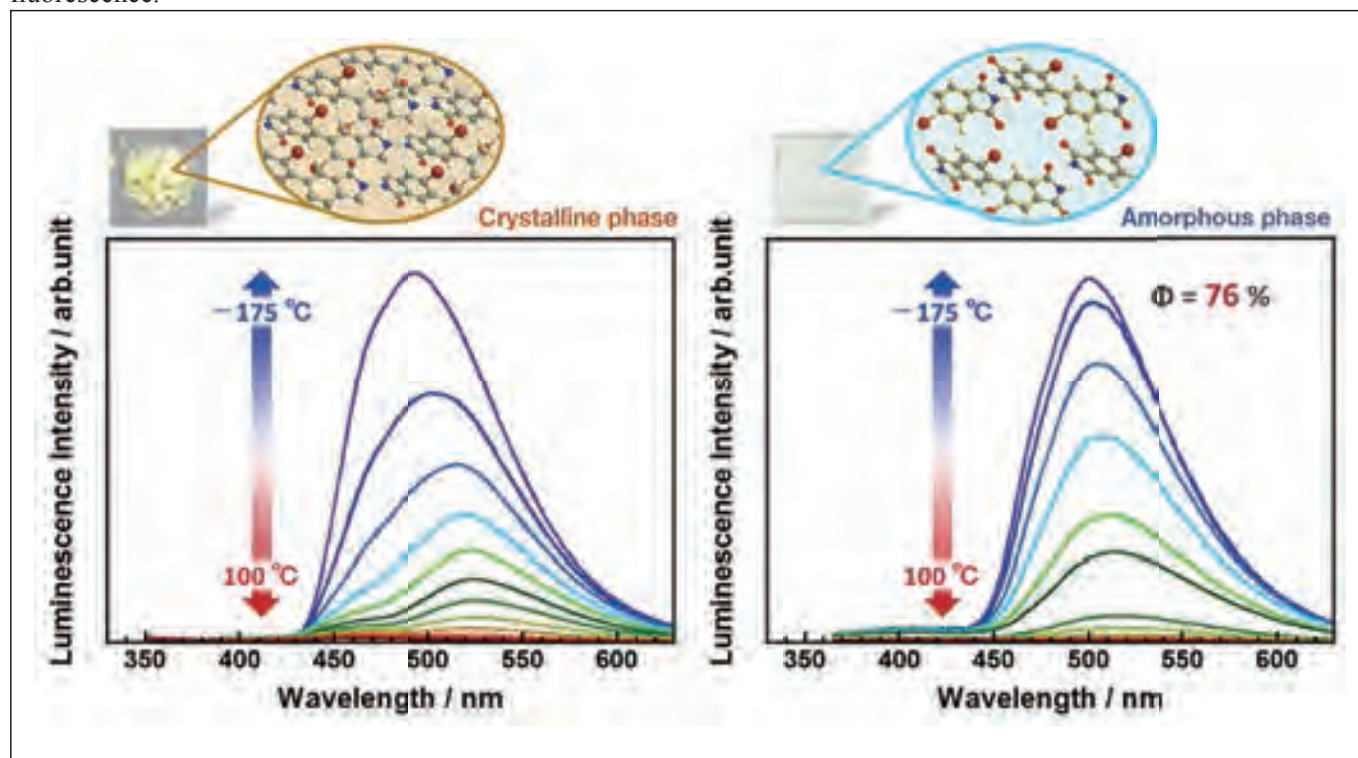 fluorescence.
Crystalline phase
Luminescence Intensity / arb.unit
−175 °C
100 °C
350 400 450 500 550 600
Wavelength / nm
Amorphous phase
Luminescence Intensity / arb.unit
−175 °C
Φ = 76 %
100 °C
350 400 450 500 550 600
Wavelength / nm